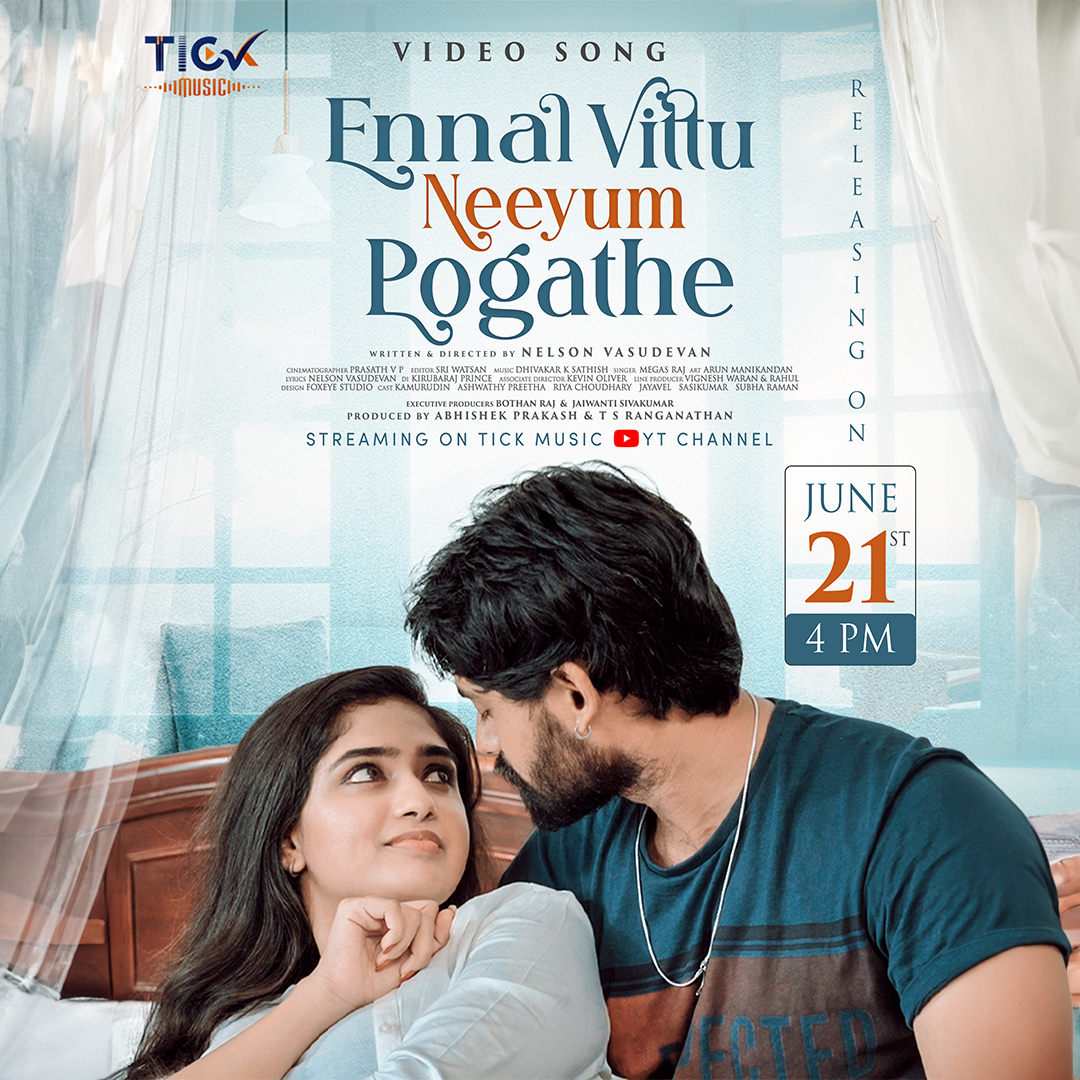 TICK
MUSIC
VIDEO SONG
Ennai Vittu
Neeyum
Pogathe
WRITTEN & DIRECTED BY NELSON VASUDEVAN
CINEMATOGRAPHER PRASATH V P EDITOR SRI WATSAN MUSIC DHIVAKAR K SATHISH SINGER MEGAS RAJ ART ARUN MANIKANDAN
LYRICS NELSON VASUDEVAN DI KIRUBARAJ PRINCE ASSOCIATE DIRECTOR KEVIN OLIVER LINE PRODUCER VIGNESH WARAN & RAHUL
DESIGN FOXEYE STUDIO CAST KAMURUDIN ASHWATHY PREETHA RIYA CHOUDHARY JAYAVEL SASIKUMAR SUBHA RAMAN
EXECUTIVE PRODUCERS BOTHAN RAJ & JAIWANTI SIVAKUMAR
PRODUCED BY ABHISHEK PRAKASH & T S RANGANATHAN
STREAMING ON TICK MUSIC YT CHANNEL
RELEASING ON
JUNE
21ST
4 PM